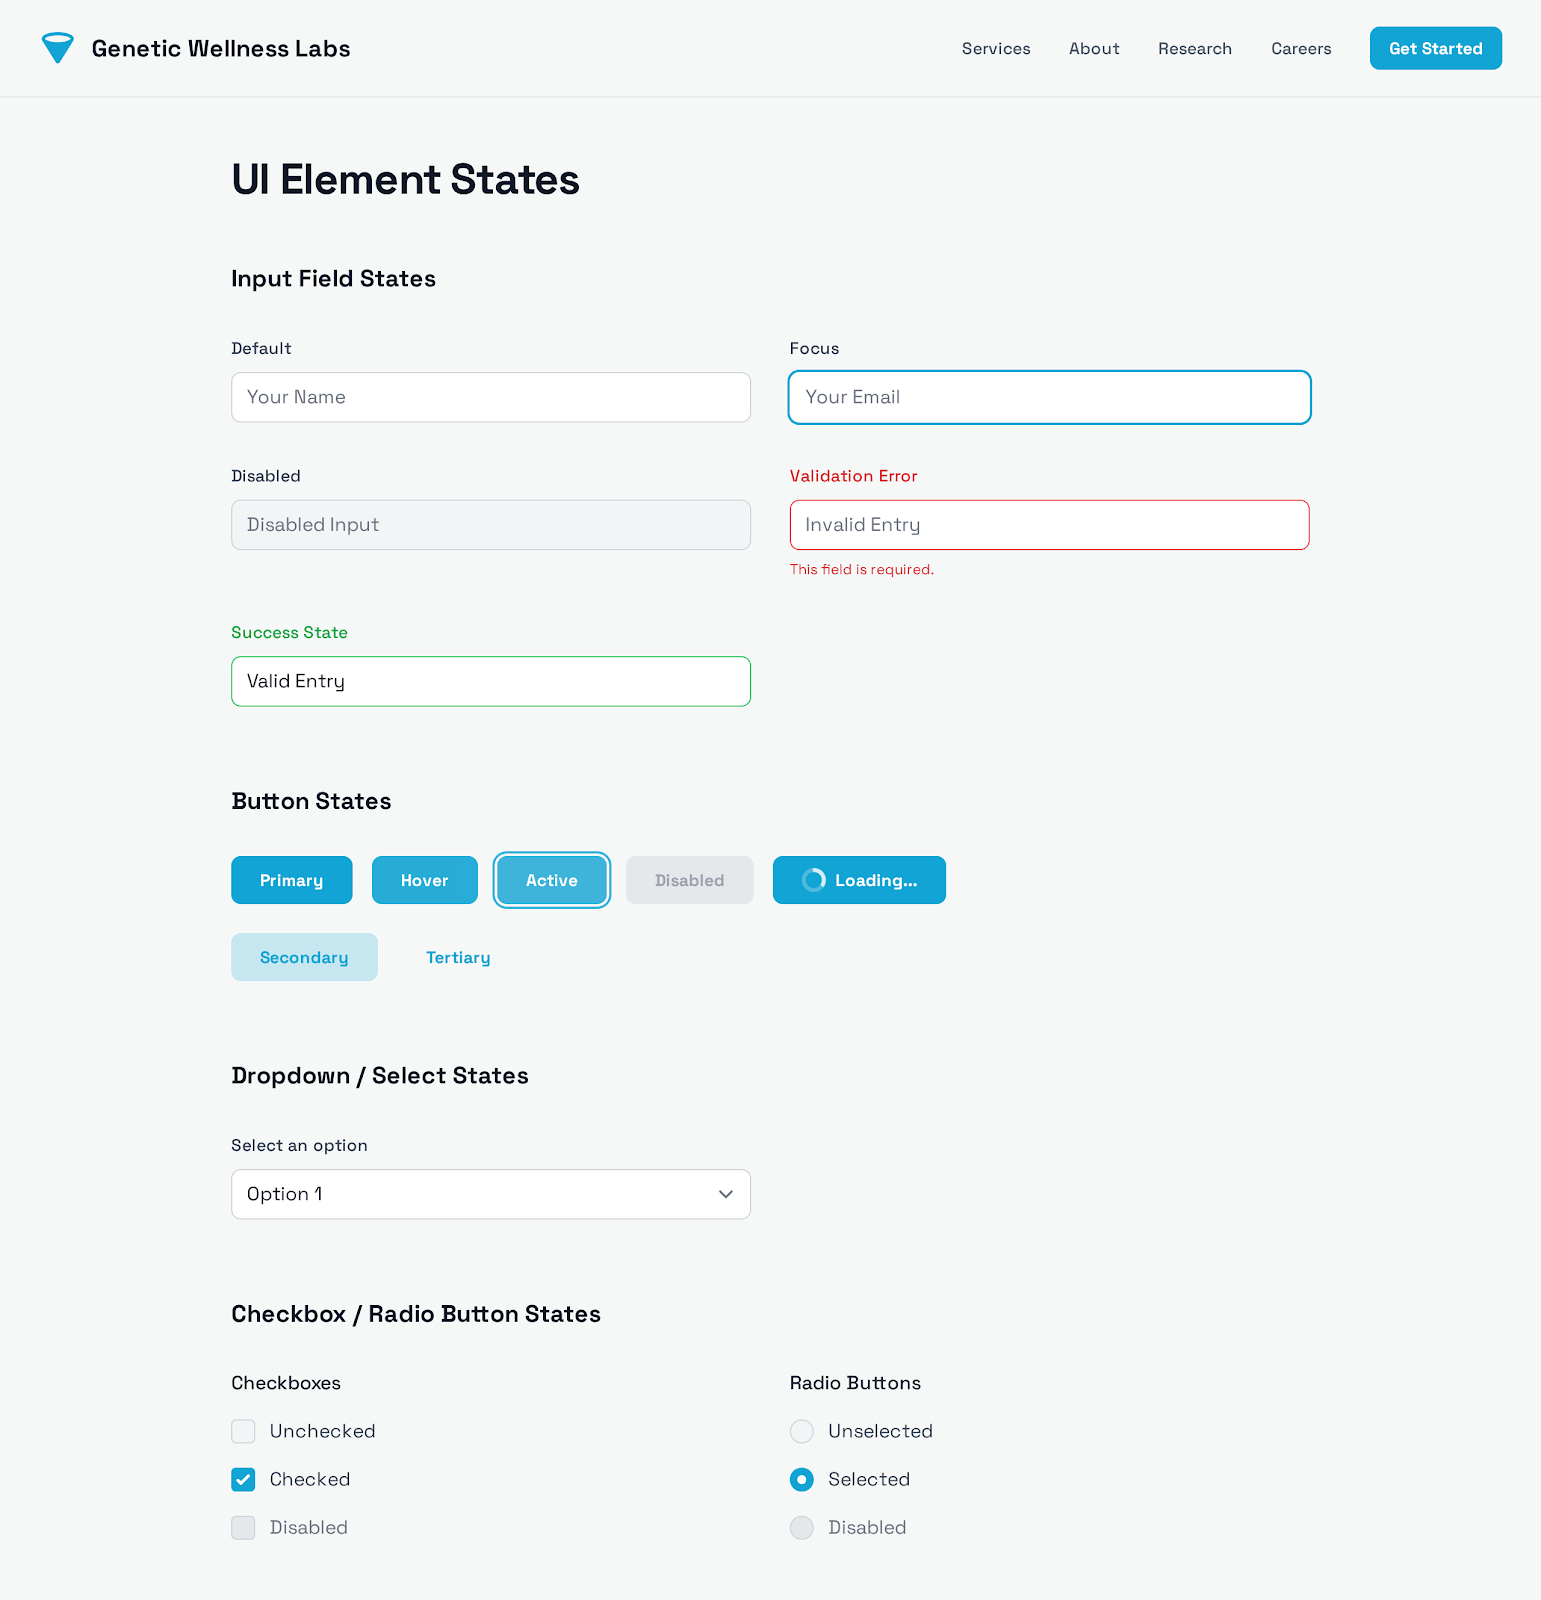 Genetic Wellness Labs
Services About Research Careers Get Started
UI Element States
Input Field States
Default
Your Name
Focus
Your Email
Disabled
Disabled Input
Validation Error
Invalid Entry
This field is required.
Success State
Valid Entry
Button States
Primary Hover Active Disabled Loading...
Secondary Tertiary
Dropdown / Select States
Select an option
Option 1
Checkbox / Radio Button States
Checkboxes
Unchecked
Checked
Disabled
Radio Buttons
Unselected
Selected
Disabled